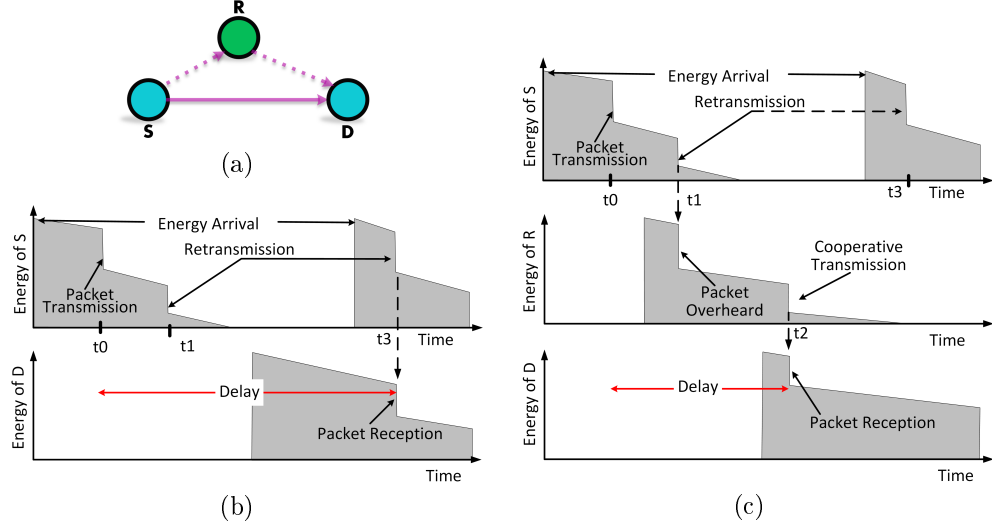 R
S
D
(a)
Energy of S
Energy Arrival
Retransmission
Packet
Transmission
t0
t1
t3
Time
Energy of D
Delay
Packet Reception
Time
(b)
Energy of S
Energy Arrival
Retransmission
Packet
Transmission
t0
t1
t3
Time
Energy of R
Cooperative
Transmission
Packet
Overheard
t2
Time
Energy of D
Delay
Packet Reception
Time
(c)